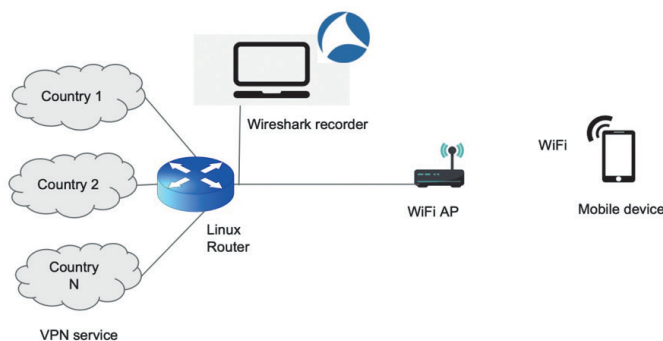 Country 1
Wireshark recorder
Country 2
WiFi
WiFi AP
Mobile device
Linux
Router
Country
N
VPN service